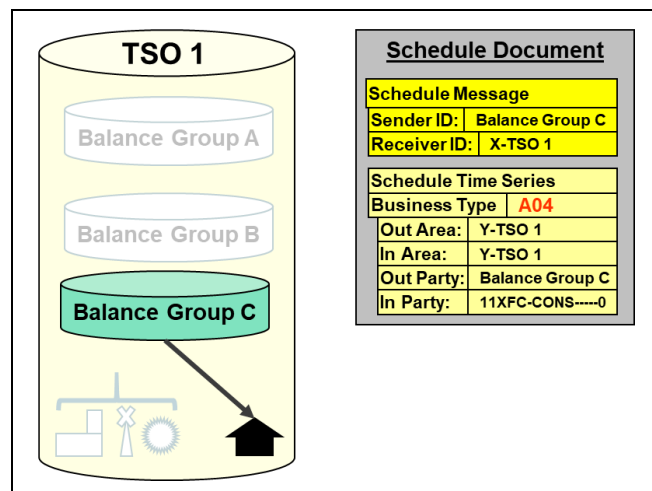 TSO 1
Balance Group A
Balance Group B
Balance Group C
Schedule Document
Schedule Message
Sender ID: Balance Group C
Receiver ID: X-TSO 1
Schedule Time Series
Business Type A04
Out Area: Y-TSO 1
In Area: Y-TSO 1
Out Party: Balance Group C
In Party: 11XFC-CONS-----0